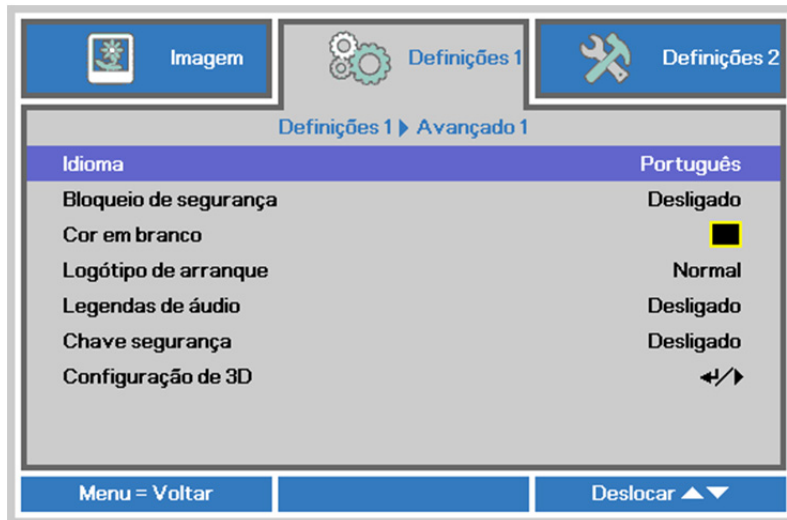 Imagem
Definições 1
Definições 2
Definições 1 Avançado 1
Idioma Português
Bloqueio de segurança Desligado
Cor em branco
Logótipo de arranque Normal
Legendas de áudio Desligado
Chave segurança Desligado
Configuração de 3D
Menu = Voltar
Deslocar